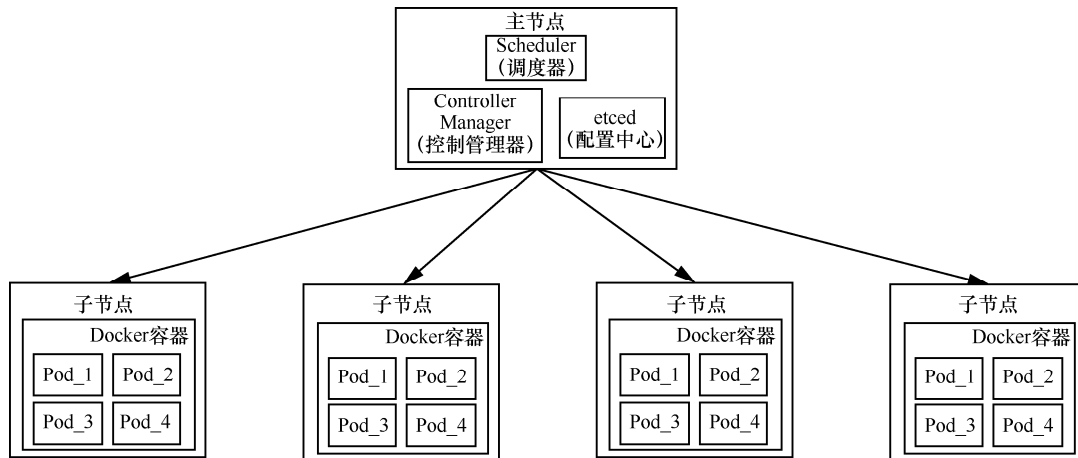 主节点
Scheduler
（调度器）
Controller
Manager
（控制管理器）
etced
（配置中心）
子节点
Docker容器
Pod_1
Pod_2
Pod_3
Pod_4
子节点
Docker容器
Pod_1
Pod_2
Pod_3
Pod_4
子节点
Docker容器
Pod_1
Pod_2
Pod_3
Pod_4
子节点
Docker容器
Pod_1
Pod_2
Pod_3
Pod_4